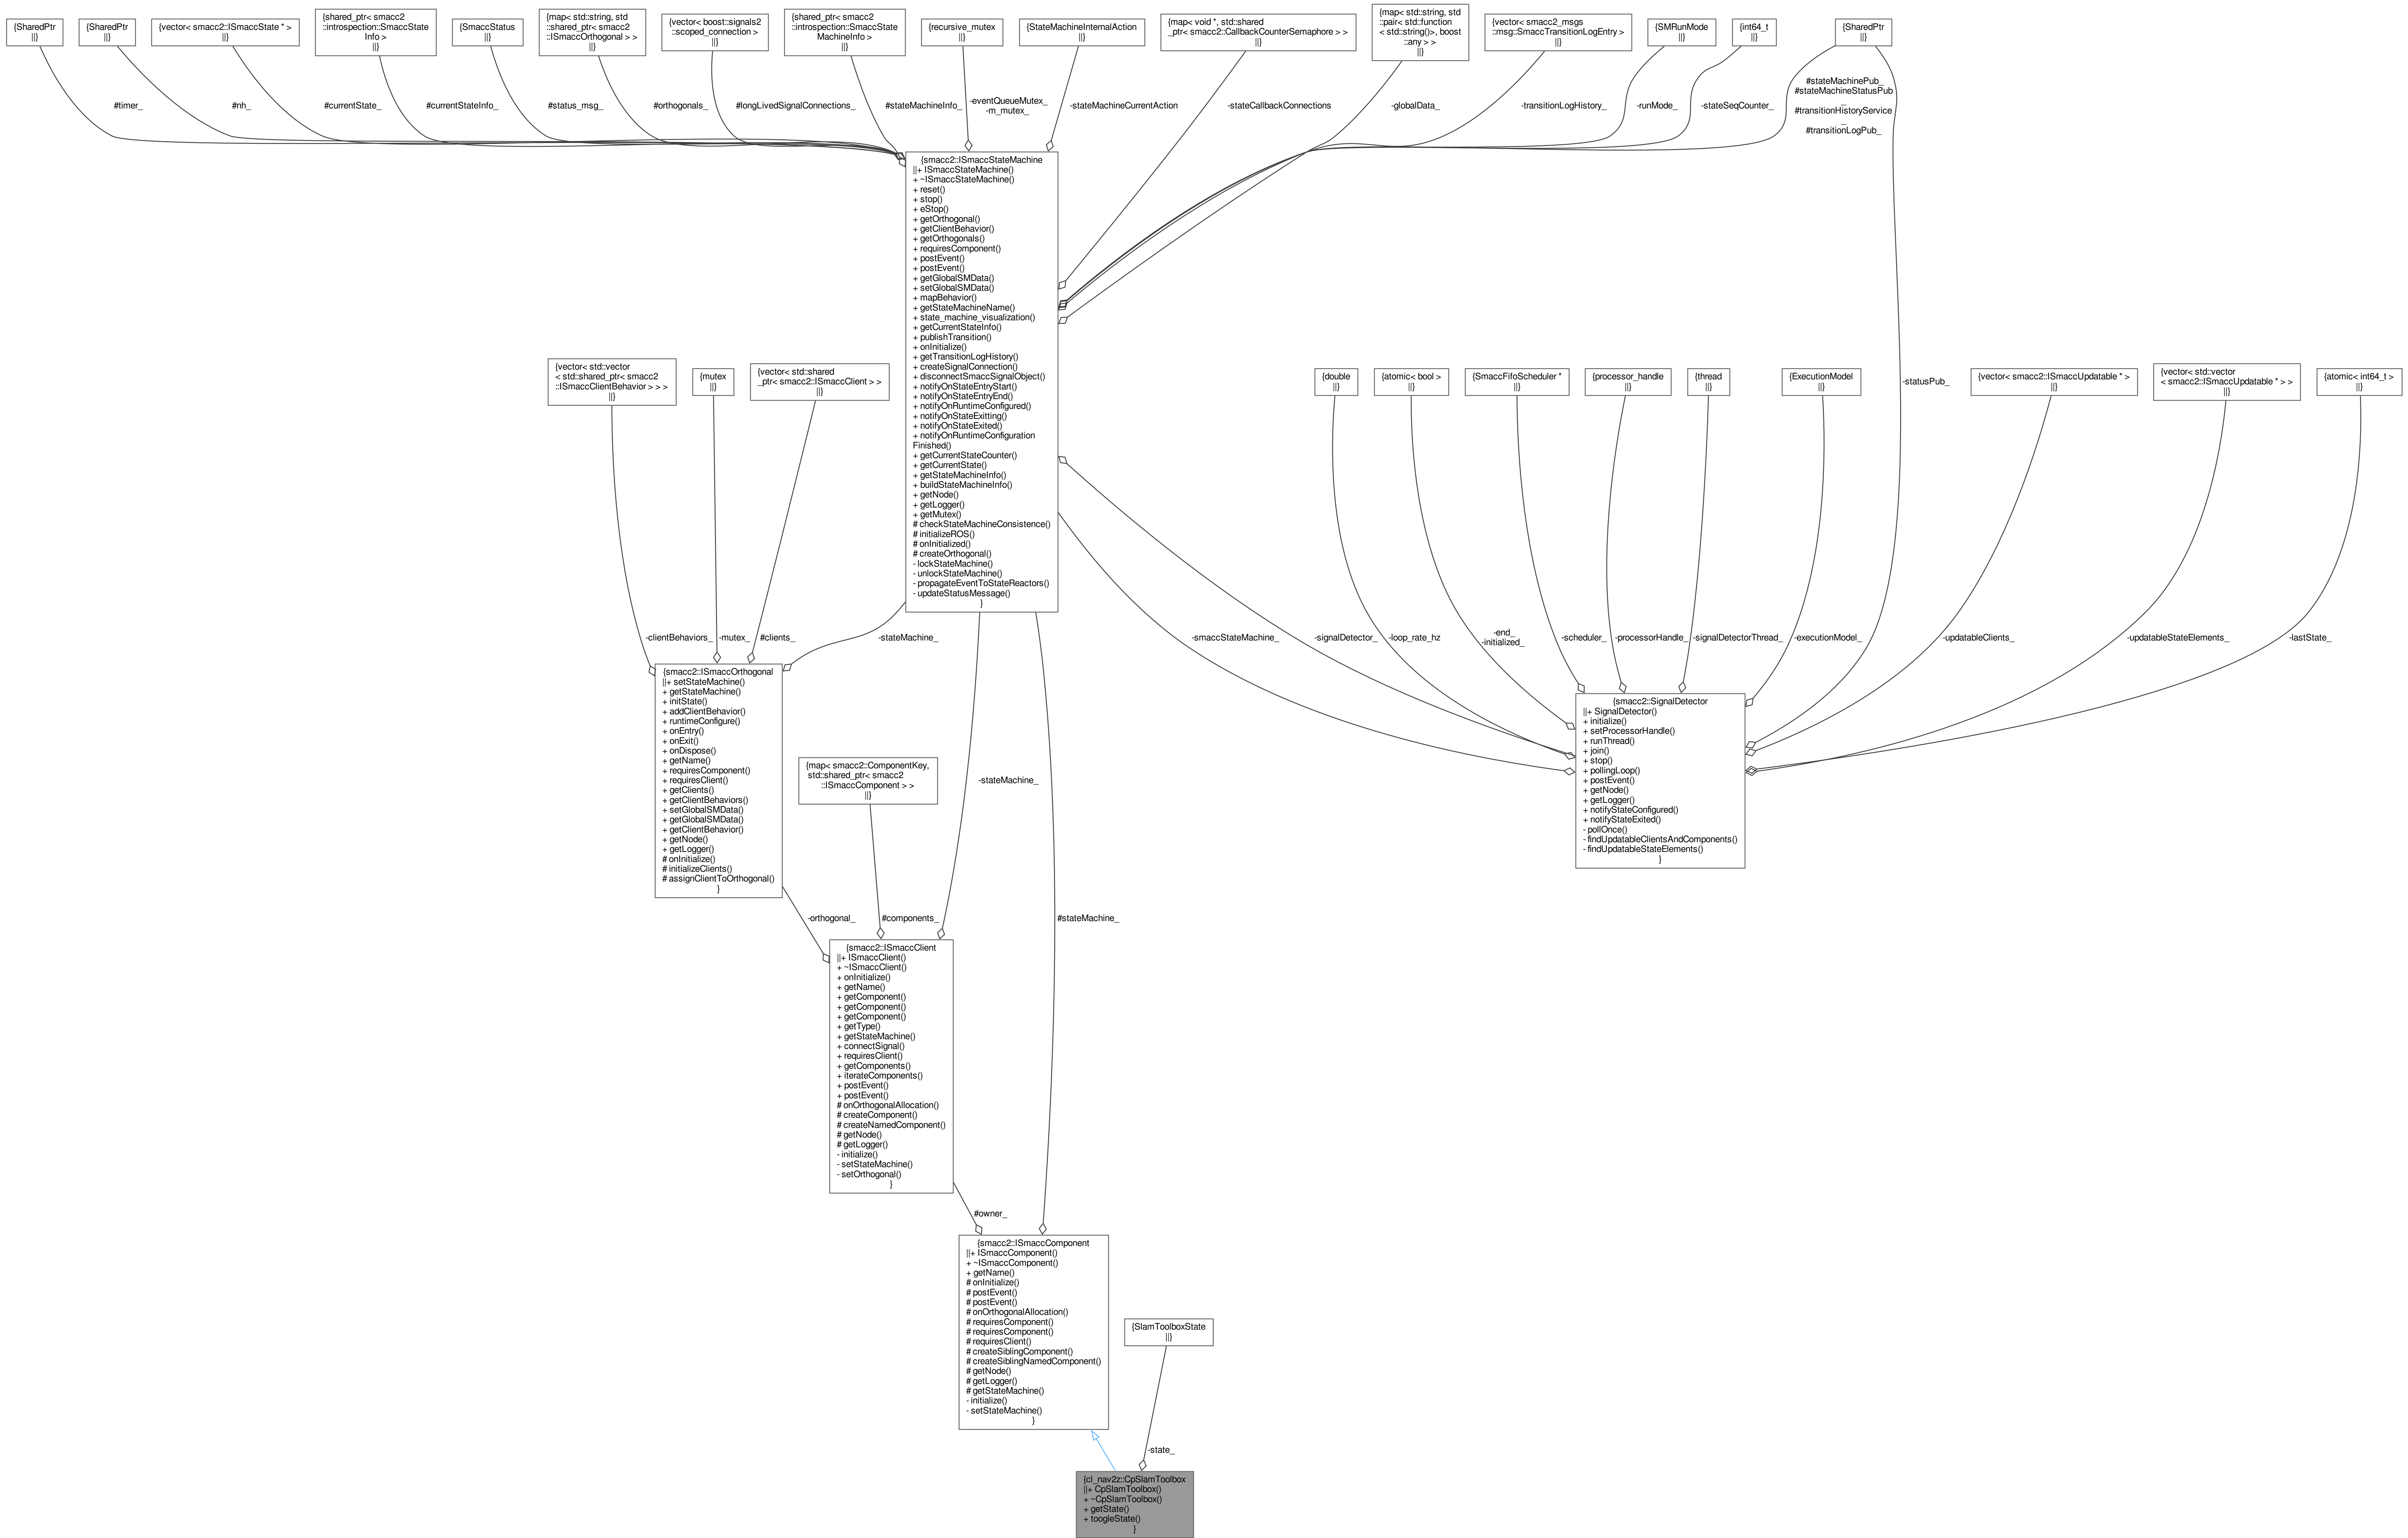 {SharedPtr
||}
{SharedPtr
||}
{vector< smacc2::ISmaccState * >
||}
{shared_ptr< smacc2
::introspection::SmaccState
Info >
||}
{SmaccStatus
||}
{map< std::string, std
::shared_ptr< smacc2
::ISmaccOrthogonal > >
||}
{vector< boost::signals2
::scoped_connection >
||}
{shared_ptr< smacc2
::introspection::SmaccState
MachineInfo >
||}
{recursive_mutex
||}
{StateMachineInternalAction
||}
{map< void *, std::shared
_ptr< smacc2::CallbackCounterSemaphore > >
||}
{map< std::string, std
::pair< std::function
< std::string()>, boost
::any > >
||}
{vector< smacc2_msgs
::msg::SmaccTransitionLogEntry >
||}
{SMRunMode
||}
{int64_t
||}
{SharedPtr
||}
#timer_
#nh_
#currentState_
#currentStateInfo_
#status_msg_
#orthogonals_
#longLivedSignalConnections_
#stateMachineInfo_
-eventQueueMutex_
-m_mutex_
-stateMachineCurrentAction
-stateCallbackConnections
-globalData_
-transitionLogHistory_
-runMode_
-stateSeqCounter_
#stateMachinePub_
#stateMachineStatusPub
_
#transitionHistoryService
_
#transitionLogPub_
{smacc2::ISmaccStateMachine
||+ ISmaccStateMachine()
+ ~ISmaccStateMachine()
+ reset()
+ stop()
+ eStop()
+ getOrthogonal()
+ getClientBehavior()
+ getOrthogonals()
+ requiresComponent()
+ postEvent()
+ postEvent()
+ getGlobalSMData()
+ setGlobalSMData()
+ mapBehavior()
+ getStateMachineName()
+ state_machine_visualization()
+ getCurrentStateInfo()
+ publishTransition()
+ onInitialize()
+ getTransitionLogHistory()
+ createSignalConnection()
+ disconnectSmaccSignalObject()
+ notifyOnStateEntryStart()
+ notifyOnStateEntryEnd()
+ notifyOnRuntimeConfigured()
+ notifyOnStateExitting()
+ notifyOnStateExited()
+ notifyOnRuntimeConfiguration
Finished()
+ getCurrentStateCounter()
+ getCurrentState()
+ getStateMachineInfo()
+ buildStateMachineInfo()
+ getNode()
+ getLogger()
+ getMutex()
# checkStateMachineConsistence()
# initializeROS()
# onInitialized()
# createOrthogonal()
- lockStateMachine()
- unlockStateMachine()
- propagateEventToStateReactors()
- updateStatusMessage()
}
{vector< std::vector
< std::shared_ptr< smacc2
::ISmaccClientBehavior > > >
||}
{mutex
||}
{vector< std::shared
_ptr< smacc2::ISmaccClient > >
||}
{double
||}
{atomic< bool >
||}
{SmaccFifoScheduler *
||}
{processor_handle
||}
{thread
||}
{ExecutionModel
||}
-statusPub_
{vector< smacc2::ISmaccUpdatable * >
||}
{vector< std::vector
< smacc2::ISmaccUpdatable * > >
||}
{atomic< int64_t >
||}
-clientBehaviors_
-mutex_
#clients_
-stateMachine_
-smaccStateMachine_
-signalDetector_
-loop_rate_hz
-end_
-initialized_
-scheduler_
-processorHandle_
-signalDetectorThread_
-executionModel_
-updatableClients_
-updatableStateElements_
-lastState_
{smacc2::ISmaccOrthogonal
||+ setStateMachine()
+ getStateMachine()
+ initState()
+ addClientBehavior()
+ runtimeConfigure()
+ onEntry()
+ onExit()
+ onDispose()
+ getName()
+ requiresComponent()
+ requiresClient()
+ getClients()
+ getClientBehaviors()
+ setGlobalSMData()
+ getGlobalSMData()
+ getClientBehavior()
+ getNode()
+ getLogger()
# onInitialize()
# initializeClients()
# assignClientToOrthogonal()
}
{smacc2::SignalDetector
||+ SignalDetector()
+ initialize()
+ setProcessorHandle()
+ runThread()
+ join()
+ stop()
+ pollingLoop()
+ postEvent()
+ getNode()
+ getLogger()
+ notifyStateConfigured()
+ notifyStateExited()
- pollOnce()
- findUpdatableClientsAndComponents()
- findUpdatableStateElements()
}
{map< smacc2::ComponentKey,
std::shared_ptr< smacc2
::ISmaccComponent > >
||}
-stateMachine_
-orthogonal_
#components_
#stateMachine_
{smacc2::ISmaccClient
||+ ISmaccClient()
+ ~ISmaccClient()
+ onInitialize()
+ getName()
+ getComponent()
+ getComponent()
+ getComponent()
+ getType()
+ getStateMachine()
+ connectSignal()
+ requiresClient()
+ getComponents()
+ iterateComponents()
+ postEvent()
+ postEvent()
# onOrthogonalAllocation()
# createComponent()
# createNamedComponent()
# getNode()
# getLogger()
- initialize()
- setStateMachine()
- setOrthogonal()
}
#owner_
{smacc2::ISmaccComponent
||+ ISmaccComponent()
+ ~ISmaccComponent()
+ getName()
# onInitialize()
# postEvent()
# postEvent()
# onOrthogonalAllocation()
# requiresComponent()
# requiresComponent()
# requiresClient()
# createSiblingComponent()
# createSiblingNamedComponent()
# getNode()
# getLogger()
# getStateMachine()
- initialize()
- setStateMachine()
}
{SlamToolboxState
||}
-state_
{cl_nav2z::CpSlamToolbox
||+ CpSlamToolbox()
+ ~CpSlamToolbox()
+ getState()
+ toogleState()
}